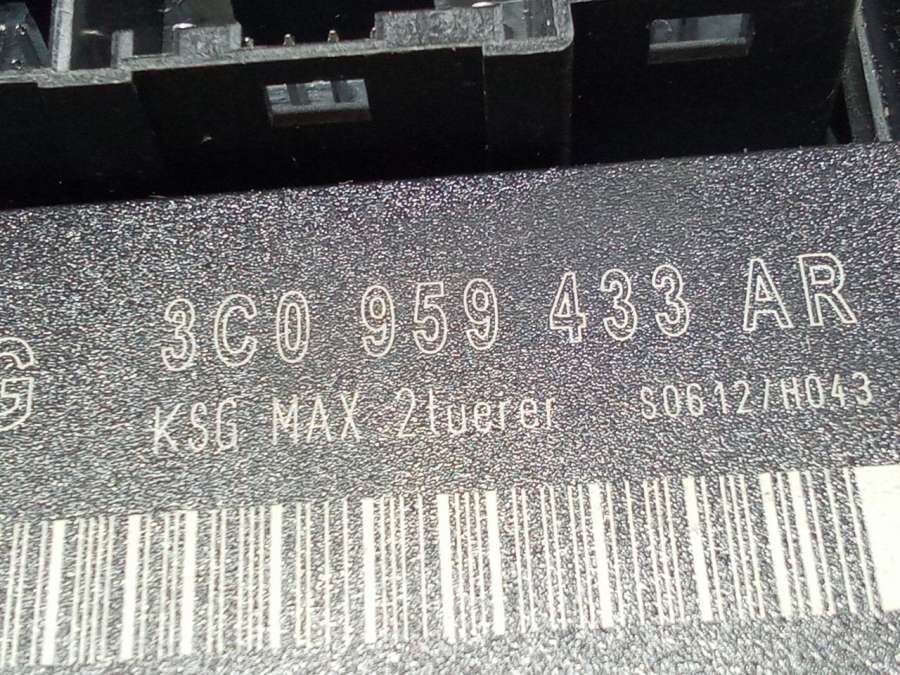 G 3C0 959 433 AR
KSG MAX 2tuerer S0612/H043